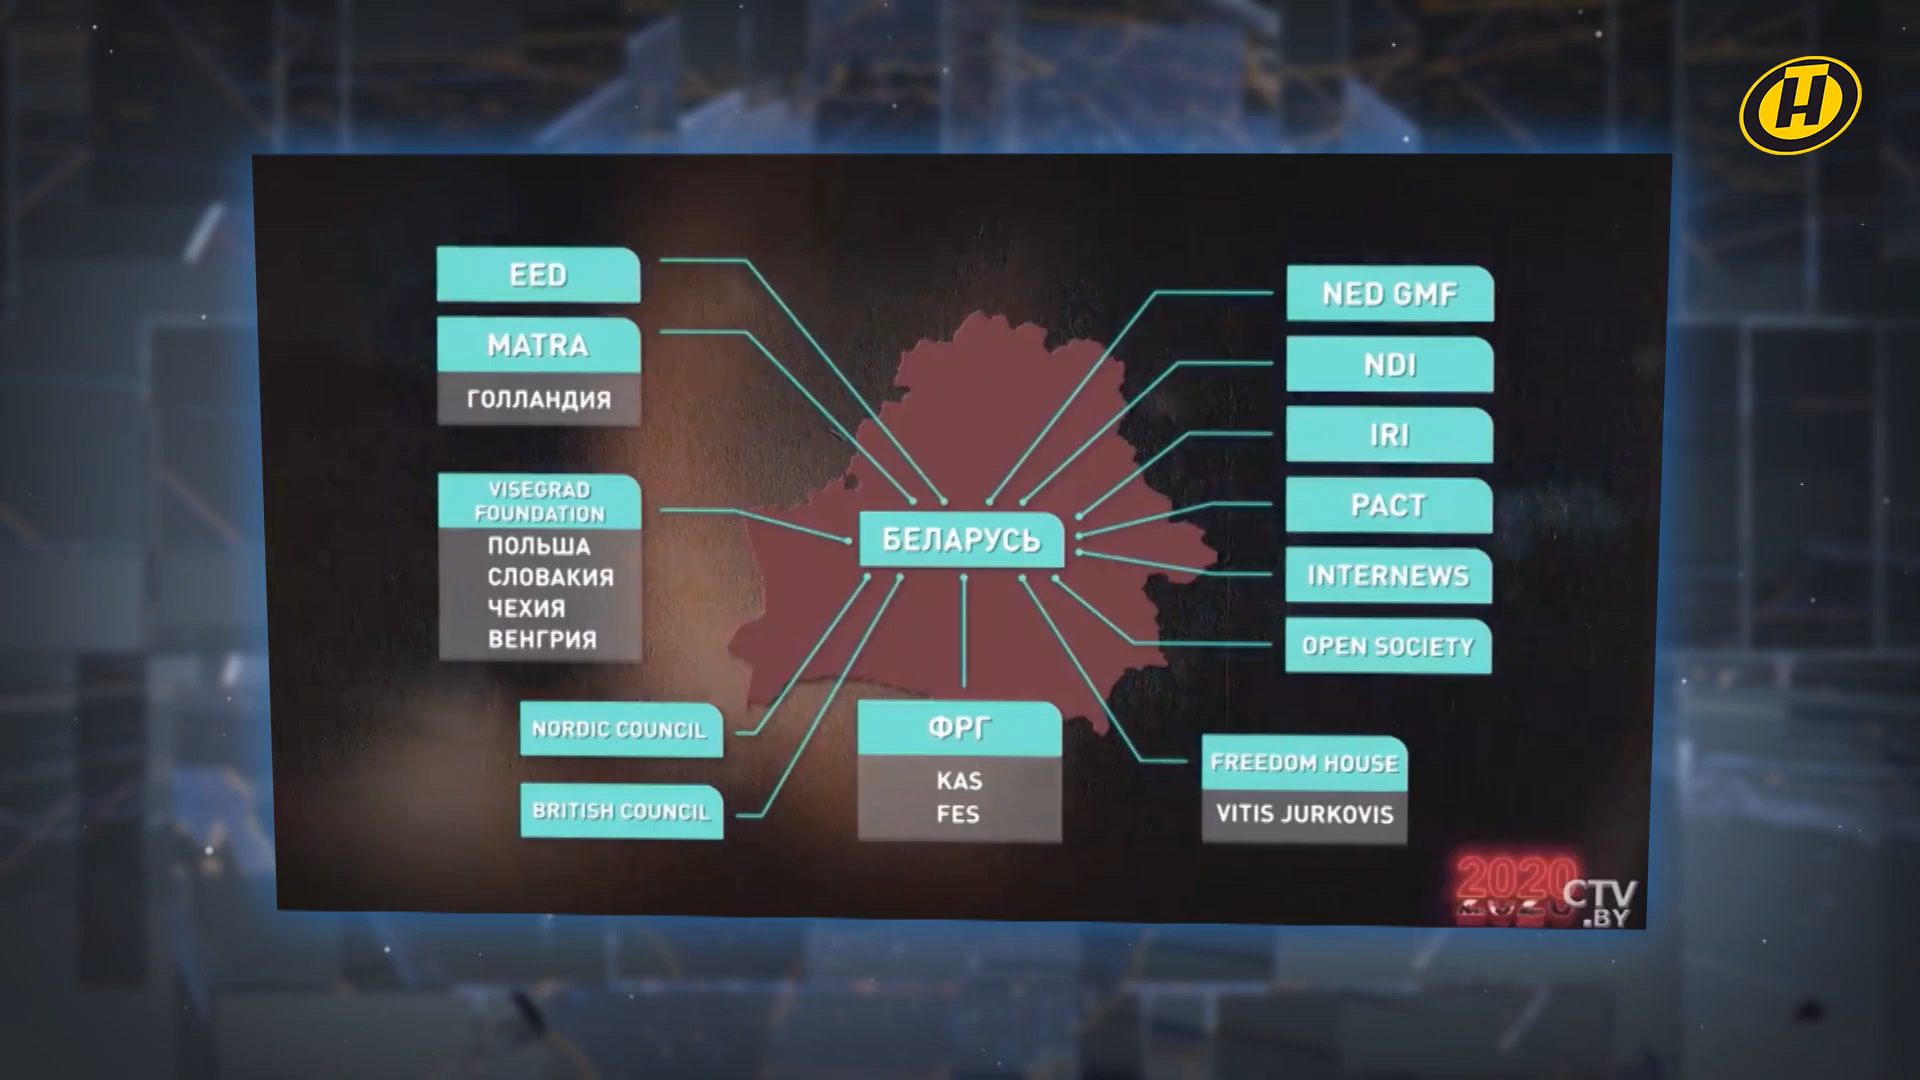 ОНТ
EED
MATRA
ГОЛЛАНДИЯ
VISEGRAD
FOUNDATION
ПОЛЬША
СЛОВАКИЯ
ЧЕХИЯ
ВЕНГРИЯ
NORDIC COUNCIL
BRITISH COUNCIL
БЕЛАРУСЬ
ФРГ
KAS
FES
NED GMF
NDI
IRI
PACT
INTERNEWS
OPEN SOCIETY
FREEDOM HOUSE
VITIS JURKOVIS
2020
CTV
.BY